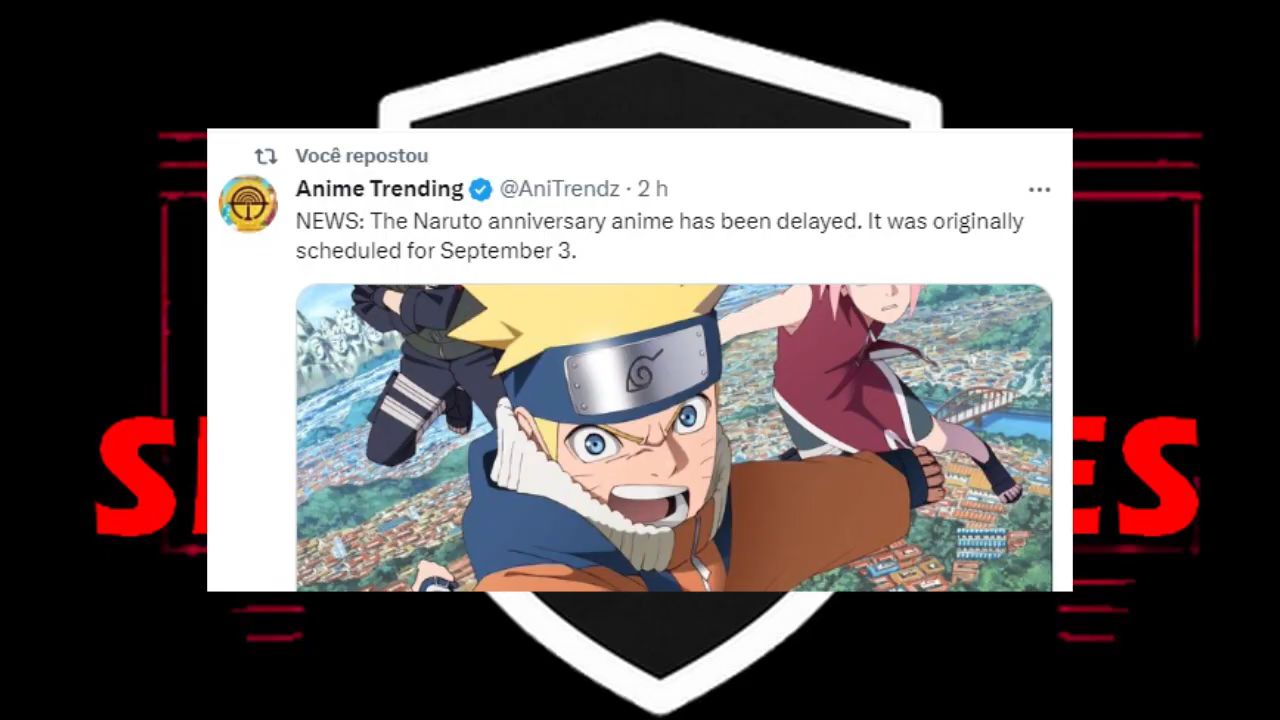 Você repostou
Anime Trending @AniTrendz · 2 h
NEWS: The Naruto anniversary anime has been delayed. It was originally
scheduled for September 3.
S
ES